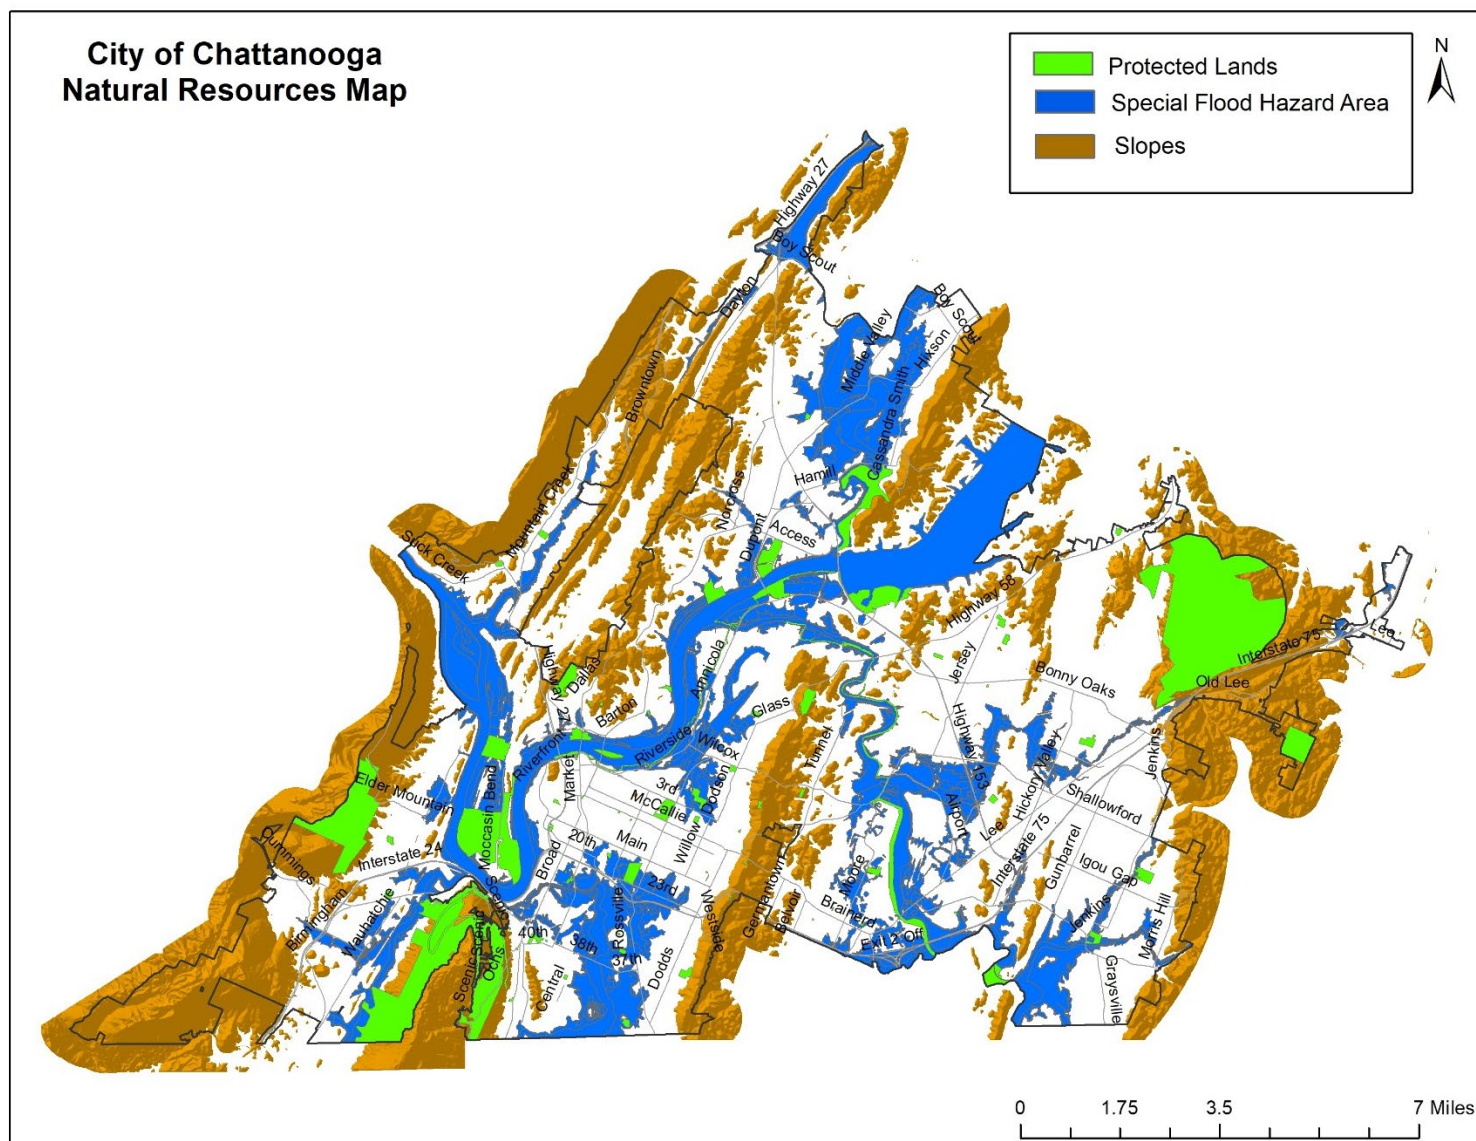 City of Chattanooga
Natural Resources Map
Protected Lands
Special Flood Hazard Area
Slopes
N
Highway 27
Boy Scout
Dayton
Boy Scout
Middle Valley
Hixson
Browntown
Cassandra Smith
Hamill
Mountain Creek
Norcross
Dupont
Access
Suck Creek
Highway 58
Jersey
Interstate 75
Lee
Bonny Oaks
Old Lee
Highway 27
Dallas
Barton
Amnicola
Glass
Highway 153
Riverfront
Riverside
Wilcox
Tunnel
Hickory Valley
Jenkins
Elder Mountain
Moccasin Bend
Market
3rd
McCallie
Dodson
Airport
Shallowford
Cummings
Interstate 24
Broad
20th
Main
Willow
Lee
Interstate 75
Gunbarrel
Igou Gap
Birmingham
Wauhatchie
Scenic
23rd
Rossville
Westside
Germantown
Belvoir
Moore
Brainerd
Exit 2 Off
Jenkins
Morris Hill
Scenic
Ochs
40th
38th
37th
Central
Dodds
Graysville
0 1.75 3.5 7 Miles